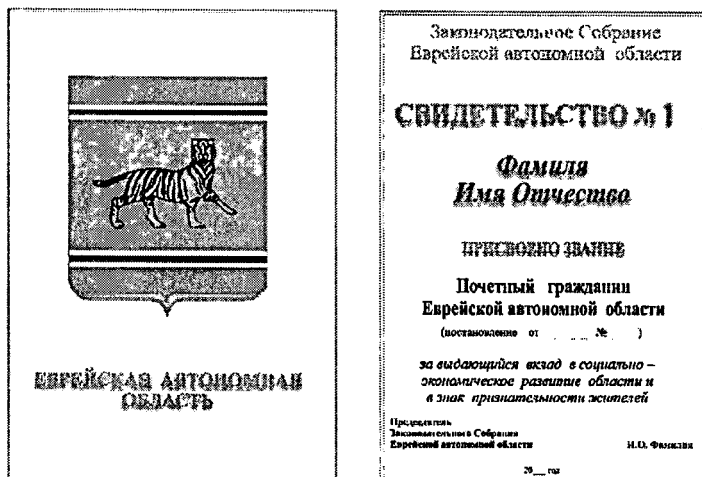 ЕВРЕЙСКАЯ АВТОНОМНАЯ
ОБЛАСТЬ
Законодательное Собрание
Еврейской автономной области
СВИДЕТЕЛЬСТВО № 1
Фамилия
Имя Отчество
ПРИСВОЕНО ЗВАНИЕ
Почетный гражданин
Еврейской автономной области
(постановление от __ __ № )
за выдающийся вклад в социально –
экономическое развитие области и
в знак признательности жителей
Председатель
Законодательного Собрания
Еврейской автономной области И.О. Фамилия
20__ год